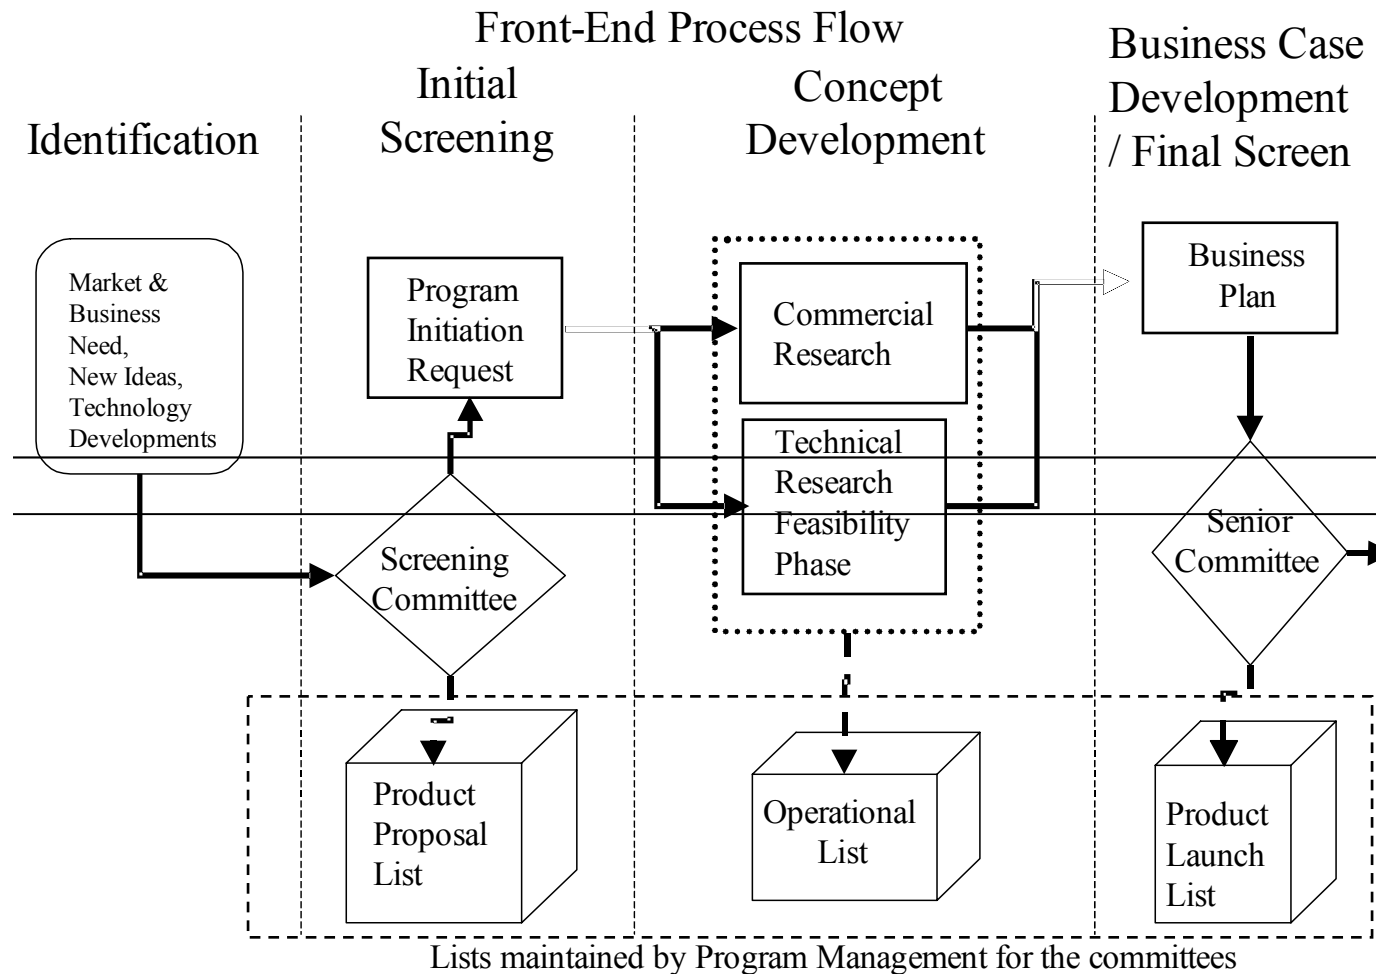 Front-End Process Flow
Identification
Initial
Screening
Concept
Development
Business Case
Development
/ Final Screen
Market &
Business
Need,
New Ideas,
Technology
Developments
Program
Initiation
Request
Commercial
Research
Technical
Research
Feasibility
Phase
Business
Plan
Screening
Committee
Senior
Committee
Product
Proposal
List
Operational
List
Product
Launch
List
Lists maintained by Program Management for the committees